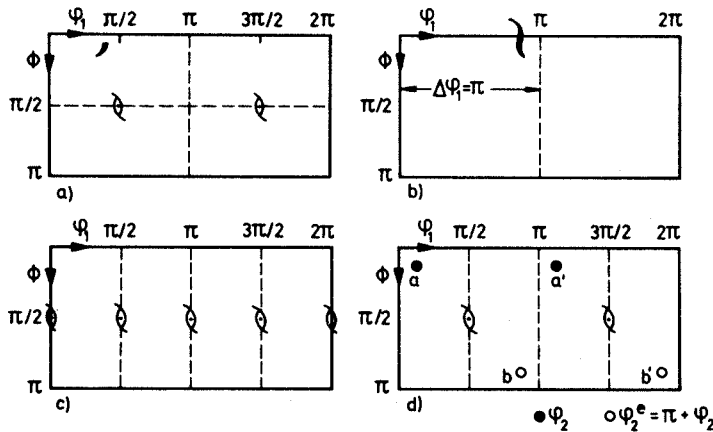 φ₁ π/2 π 3π/2 2π
Φ
π/2
π
a)
φ₁ π 2π
Φ
π/2 Δφ₁=π
π
b)
φ₁ π/2 π 3π/2 2π
Φ
π/2
π
c)
φ₁ π/2 π 3π/2 2π
Φ a a'
π/2
π b b'
d)
● φ₂ ○ φ₂ᵉ = π + φ₂